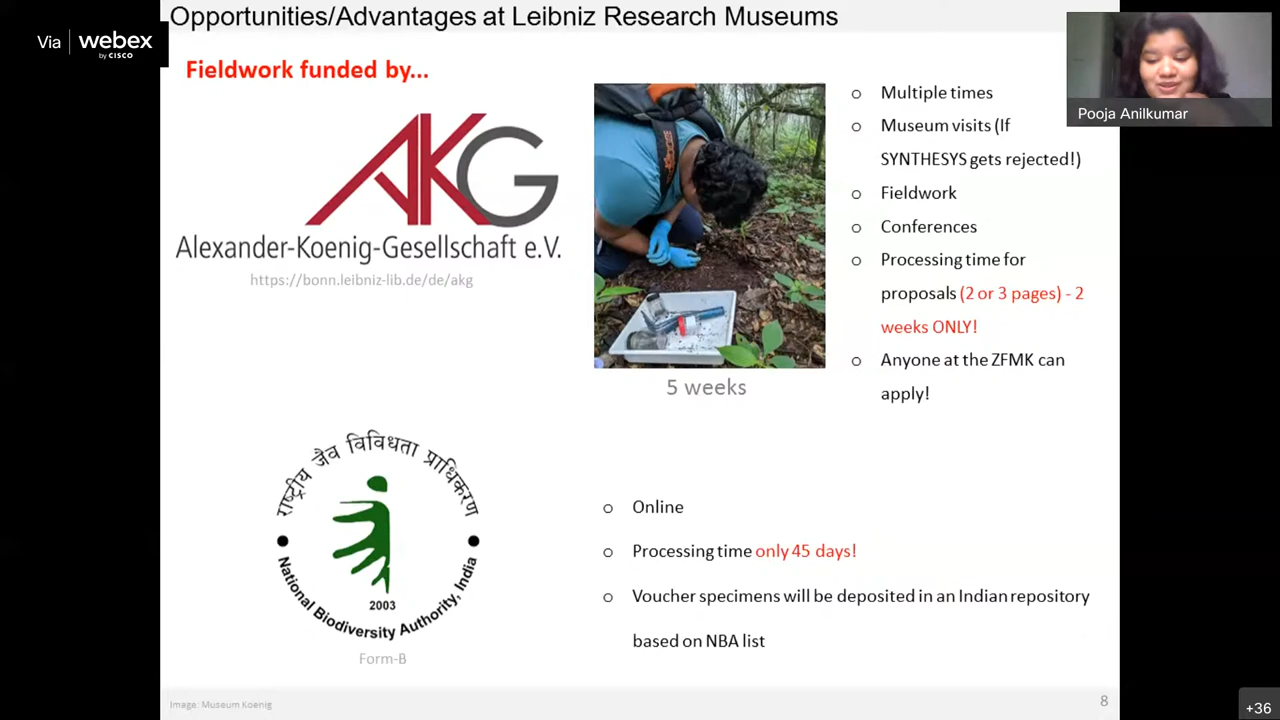 Opportunities/Advantages at Leibniz Research Museums
Via webex
by CISCO
Fieldwork funded by...
AKG
Alexander-Koenig-Gesellschaft e.V.
https://bonn.leibniz-lib.de/de/akg
5 weeks
o Multiple times
o Museum visits (If
SYNTHESYS gets rejected!)
o Fieldwork
o Conferences
o Processing time for
proposals (2 or 3 pages) - 2
weeks ONLY!
o Anyone at the ZFMK can
apply!
Pooja Anilkumar
राष्ट्रीय जैव विविधता प्राधिकरण
2003
National Biodiversity Authority, India
Form-B
o Online
o Processing time only 45 days!
o Voucher specimens will be deposited in an Indian repository
based on NBA list
Image: Museum Koenig
8
+36